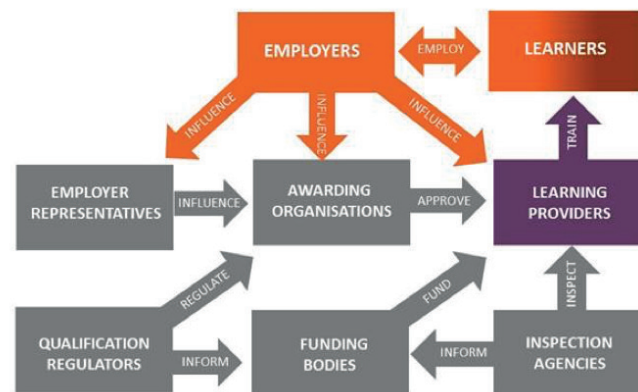 EMPLOYERS
EMPLOY
LEARNERS
INFLUENCE
INFLUENCE
INFLUENCE
TRAIN
EMPLOYER
REPRESENTATIVES
INFLUENCE
AWARDING
ORGANISATIONS
APPROVE
LEARNING
PROVIDERS
REGULATE
FUND
INSPECT
QUALIFICATION
REGULATORS
INFORM
FUNDING
BODIES
INFORM
INSPECTION
AGENCIES